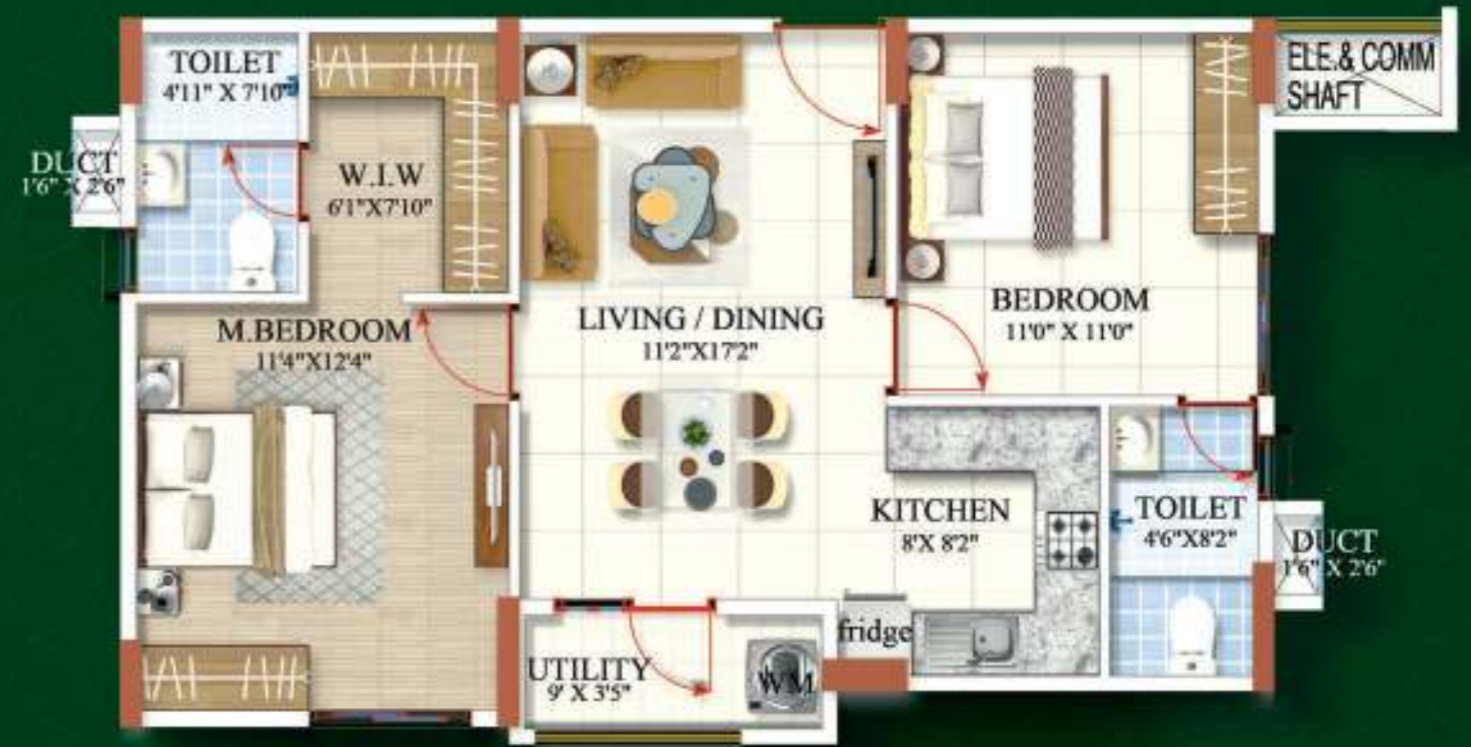 TOILET
4'11" X 7'10"
ELE.& COMM
SHAFT
DUCT
1'6" X 2'6"
W.I.W
6'1"X7'10"
M.BEDROOM
11'4"X12'4"
LIVING / DINING
11'2"X17'2"
BEDROOM
11'0" X 11'0"
KITCHEN
8'X 8'2"
TOILET
4'6"X8'2"
DUCT
1'6" X 2'6"
fridge
UTILITY
9' X 3'5"
WM